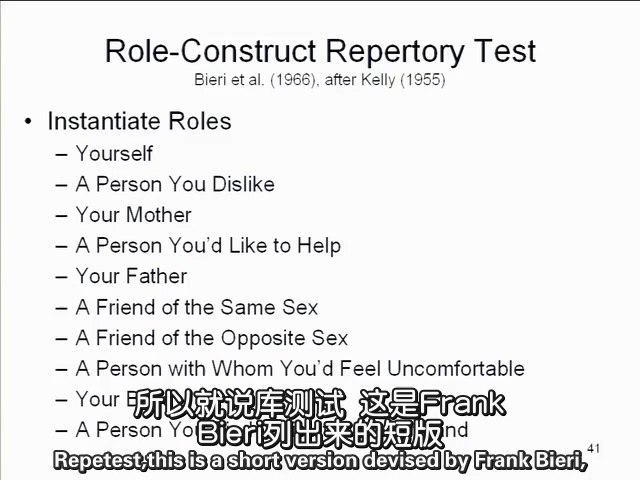 Role-Construct Repertory Test
Bieri et al. (1966), after Kelly (1955)
• Instantiate Roles
– Yourself
– A Person You Dislike
– Your Mother
– A Person You'd Like to Help
– Your Father
– A Friend of the Same Sex
– A Friend of the Opposite Sex
– A Person with Whom You'd Feel Uncomfortable
– Your
– A Person
所以就说库测试 这是Frank
Bieri列出来的短版
Repetest,this is a short version devised by Frank Bieri,
41